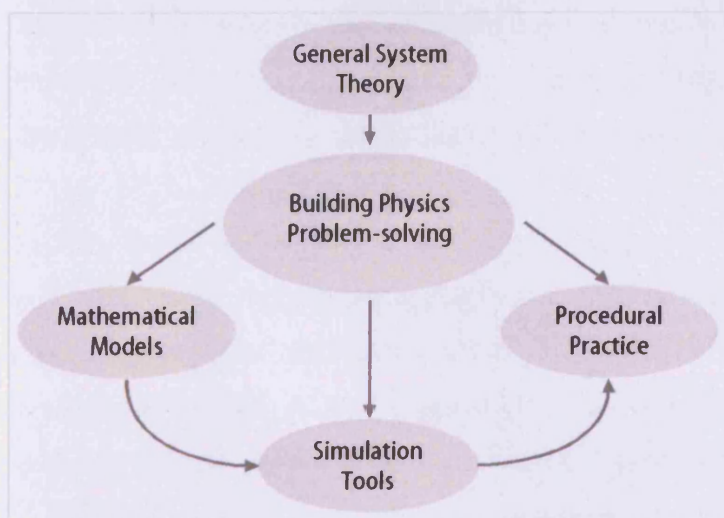 General System
Theory
Building Physics
Problem-solving
Mathematical
Models
Procedural
Practice
Simulation
Tools